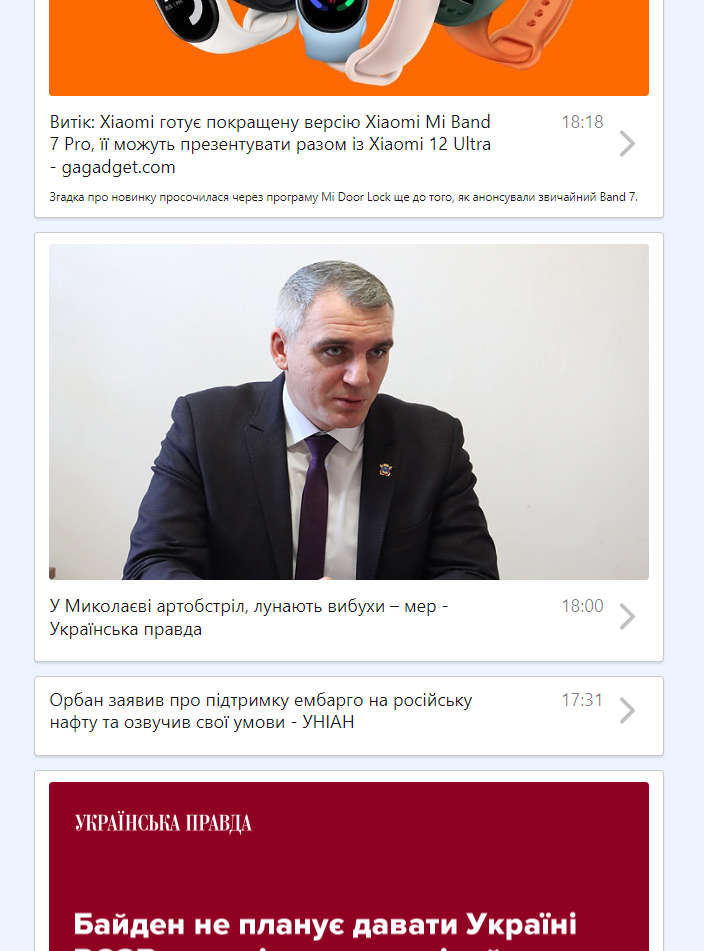 Витік: Xiaomi готує покращену версію Xiaomi Mi Band
18:18
7 Pro, її можуть презентувати разом із Xiaomi 12 Ultra
- gagadget.com
Згадка про новинку просочилася через програму Mi Door Lock ще до того, як анонсували звичайний Band 7.
У Миколаєві артобстріл, лунають вибухи – мер -
18:00
Українська правда
Орбан заявив про підтримку ембарго на російську
17:31
нафту та озвучив свої умови - УНІАН
УКРАЇНСЬКА ПРАВДА
Байден не планує давати Україні